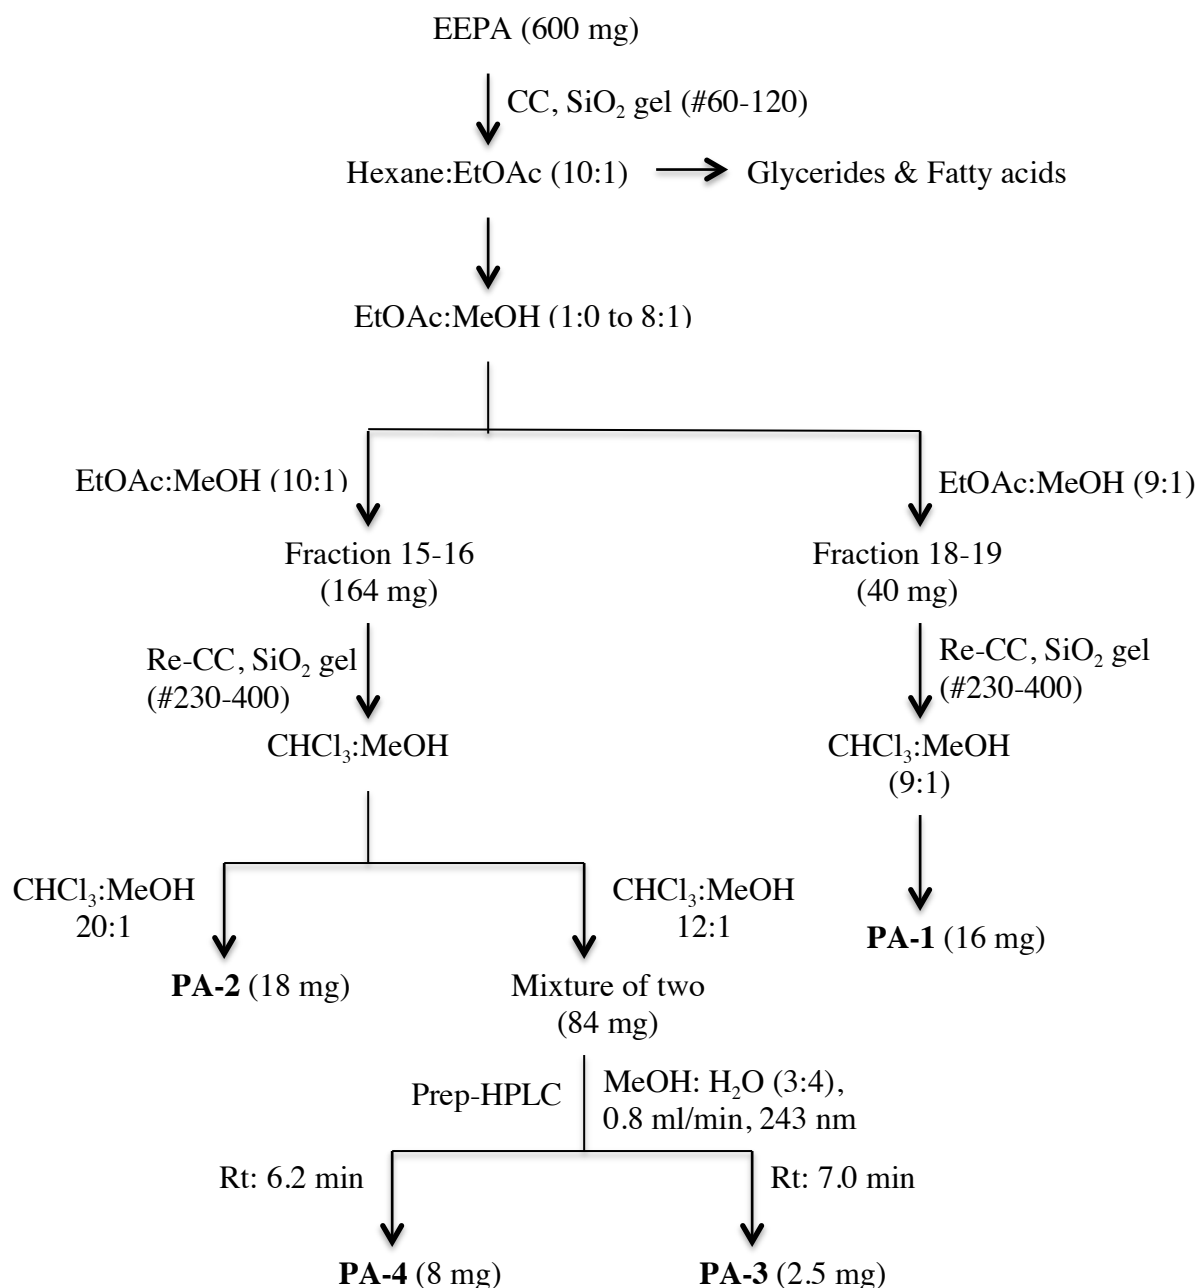 EEPA (600 mg)
CC, SiO₂ gel (#60-120)
Hexane:EtOAc (10:1)
Glycerides & Fatty acids
EtOAc:MeOH (1:0 to 8:1)
EtOAc:MeOH (10:1)
EtOAc:MeOH (9:1)
Fraction 15-16
(164 mg)
Fraction 18-19
(40 mg)
Re-CC, SiO₂ gel
(#230-400)
Re-CC, SiO₂ gel
(#230-400)
CHCl₃:MeOH
CHCl₃:MeOH
(9:1)
CHCl₃:MeOH
20:1
CHCl₃:MeOH
12:1
PA-1 (16 mg)
PA-2 (18 mg)
Mixture of two
(84 mg)
Prep-HPLC
MeOH: H₂O (3:4),
0.8 ml/min, 243 nm
Rt: 6.2 min
Rt: 7.0 min
PA-4 (8 mg)
PA-3 (2.5 mg)